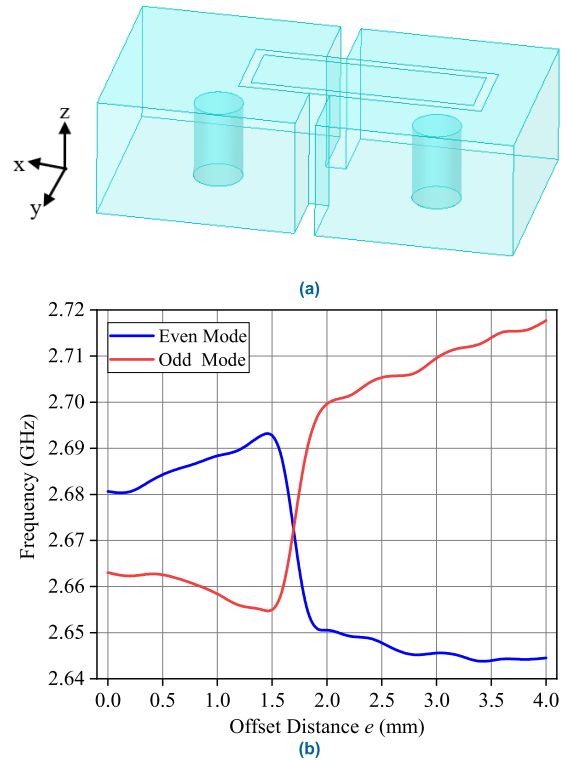 z
x
y
(a)
2.72
2.71
2.70
2.69
2.68
2.67
2.66
2.65
2.64
Frequency (GHz)
Even Mode
Odd Mode
0.0 0.5 1.0 1.5 2.0 2.5 3.0 3.5 4.0
Offset Distance e (mm)
(b)